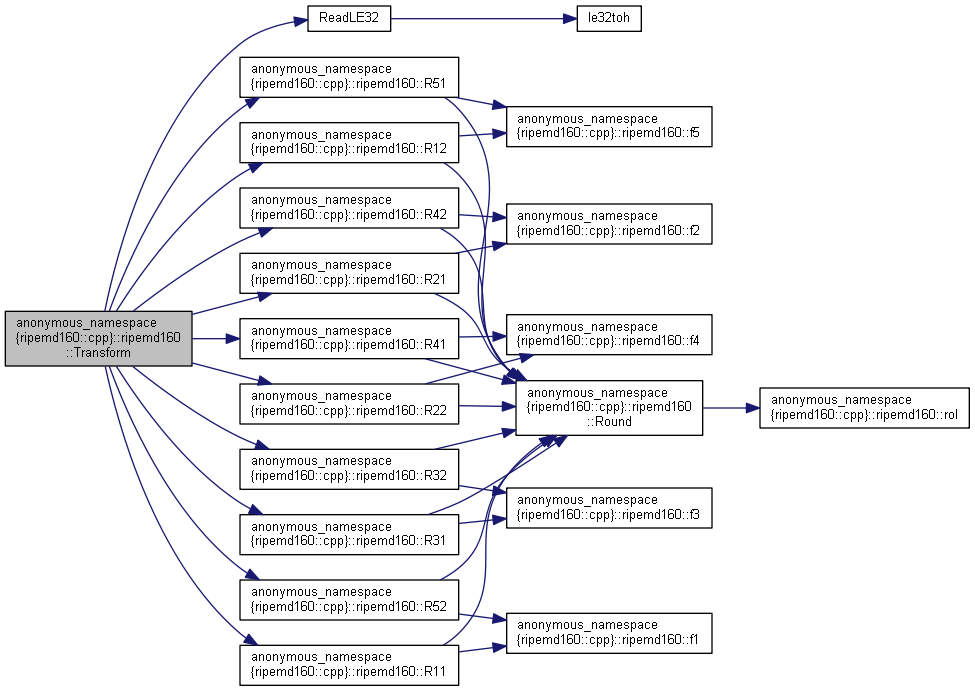 ReadLE32
le32toh
anonymous_namespace
{ripemd160::cpp}::ripemd160::R51
anonymous_namespace
{ripemd160::cpp}::ripemd160::f5
anonymous_namespace
{ripemd160::cpp}::ripemd160::R12
anonymous_namespace
{ripemd160::cpp}::ripemd160::R42
anonymous_namespace
{ripemd160::cpp}::ripemd160::f2
anonymous_namespace
{ripemd160::cpp}::ripemd160::R21
anonymous_namespace
{ripemd160::cpp}::ripemd160
::Transform
anonymous_namespace
{ripemd160::cpp}::ripemd160::R41
anonymous_namespace
{ripemd160::cpp}::ripemd160::f4
anonymous_namespace
{ripemd160::cpp}::ripemd160::R22
anonymous_namespace
{ripemd160::cpp}::ripemd160
::Round
anonymous_namespace
{ripemd160::cpp}::ripemd160::rol
anonymous_namespace
{ripemd160::cpp}::ripemd160::R32
anonymous_namespace
{ripemd160::cpp}::ripemd160::f3
anonymous_namespace
{ripemd160::cpp}::ripemd160::R31
anonymous_namespace
{ripemd160::cpp}::ripemd160::R52
anonymous_namespace
{ripemd160::cpp}::ripemd160::f1
anonymous_namespace
{ripemd160::cpp}::ripemd160::R11